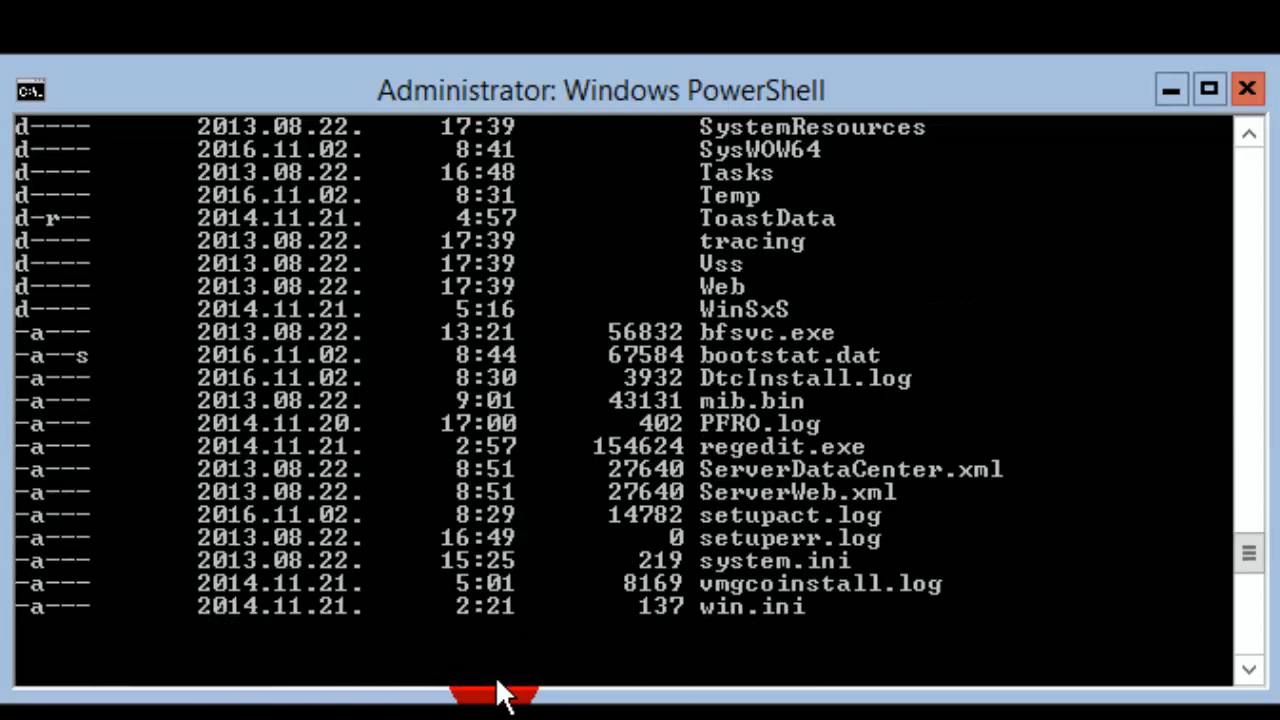 Administrator: Windows PowerShell
d---- 2013.08.22. 17:39 SystemResources
d---- 2016.11.02. 8:41 SysWOW64
d---- 2013.08.22. 16:48 Tasks
d---- 2016.11.02. 8:31 Temp
d-r-- 2014.11.21. 4:57 ToastData
d---- 2013.08.22. 17:39 tracing
d---- 2013.08.22. 17:39 Vss
d---- 2013.08.22. 17:39 Web
d---- 2014.11.21. 5:16 WinSxS
-a--- 2013.08.22. 13:21 56832 bfsvc.exe
-a--s 2016.11.02. 8:44 67584 bootstat.dat
-a--- 2016.11.02. 8:30 3932 DtcInstall.log
-a--- 2013.08.22. 9:01 43131 mib.bin
-a--- 2014.11.20. 17:00 402 PFRO.log
-a--- 2014.11.21. 2:57 154624 regedit.exe
-a--- 2013.08.22. 8:51 27640 ServerDataCenter.xml
-a--- 2013.08.22. 8:51 27640 ServerWeb.xml
-a--- 2016.11.02. 8:29 14782 setupact.log
-a--- 2013.08.22. 16:49 0 setuperr.log
-a--- 2013.08.22. 15:25 219 system.ini
-a--- 2014.11.21. 5:01 8169 vmgcoinstall.log
-a--- 2014.11.21. 2:21 137 win.ini